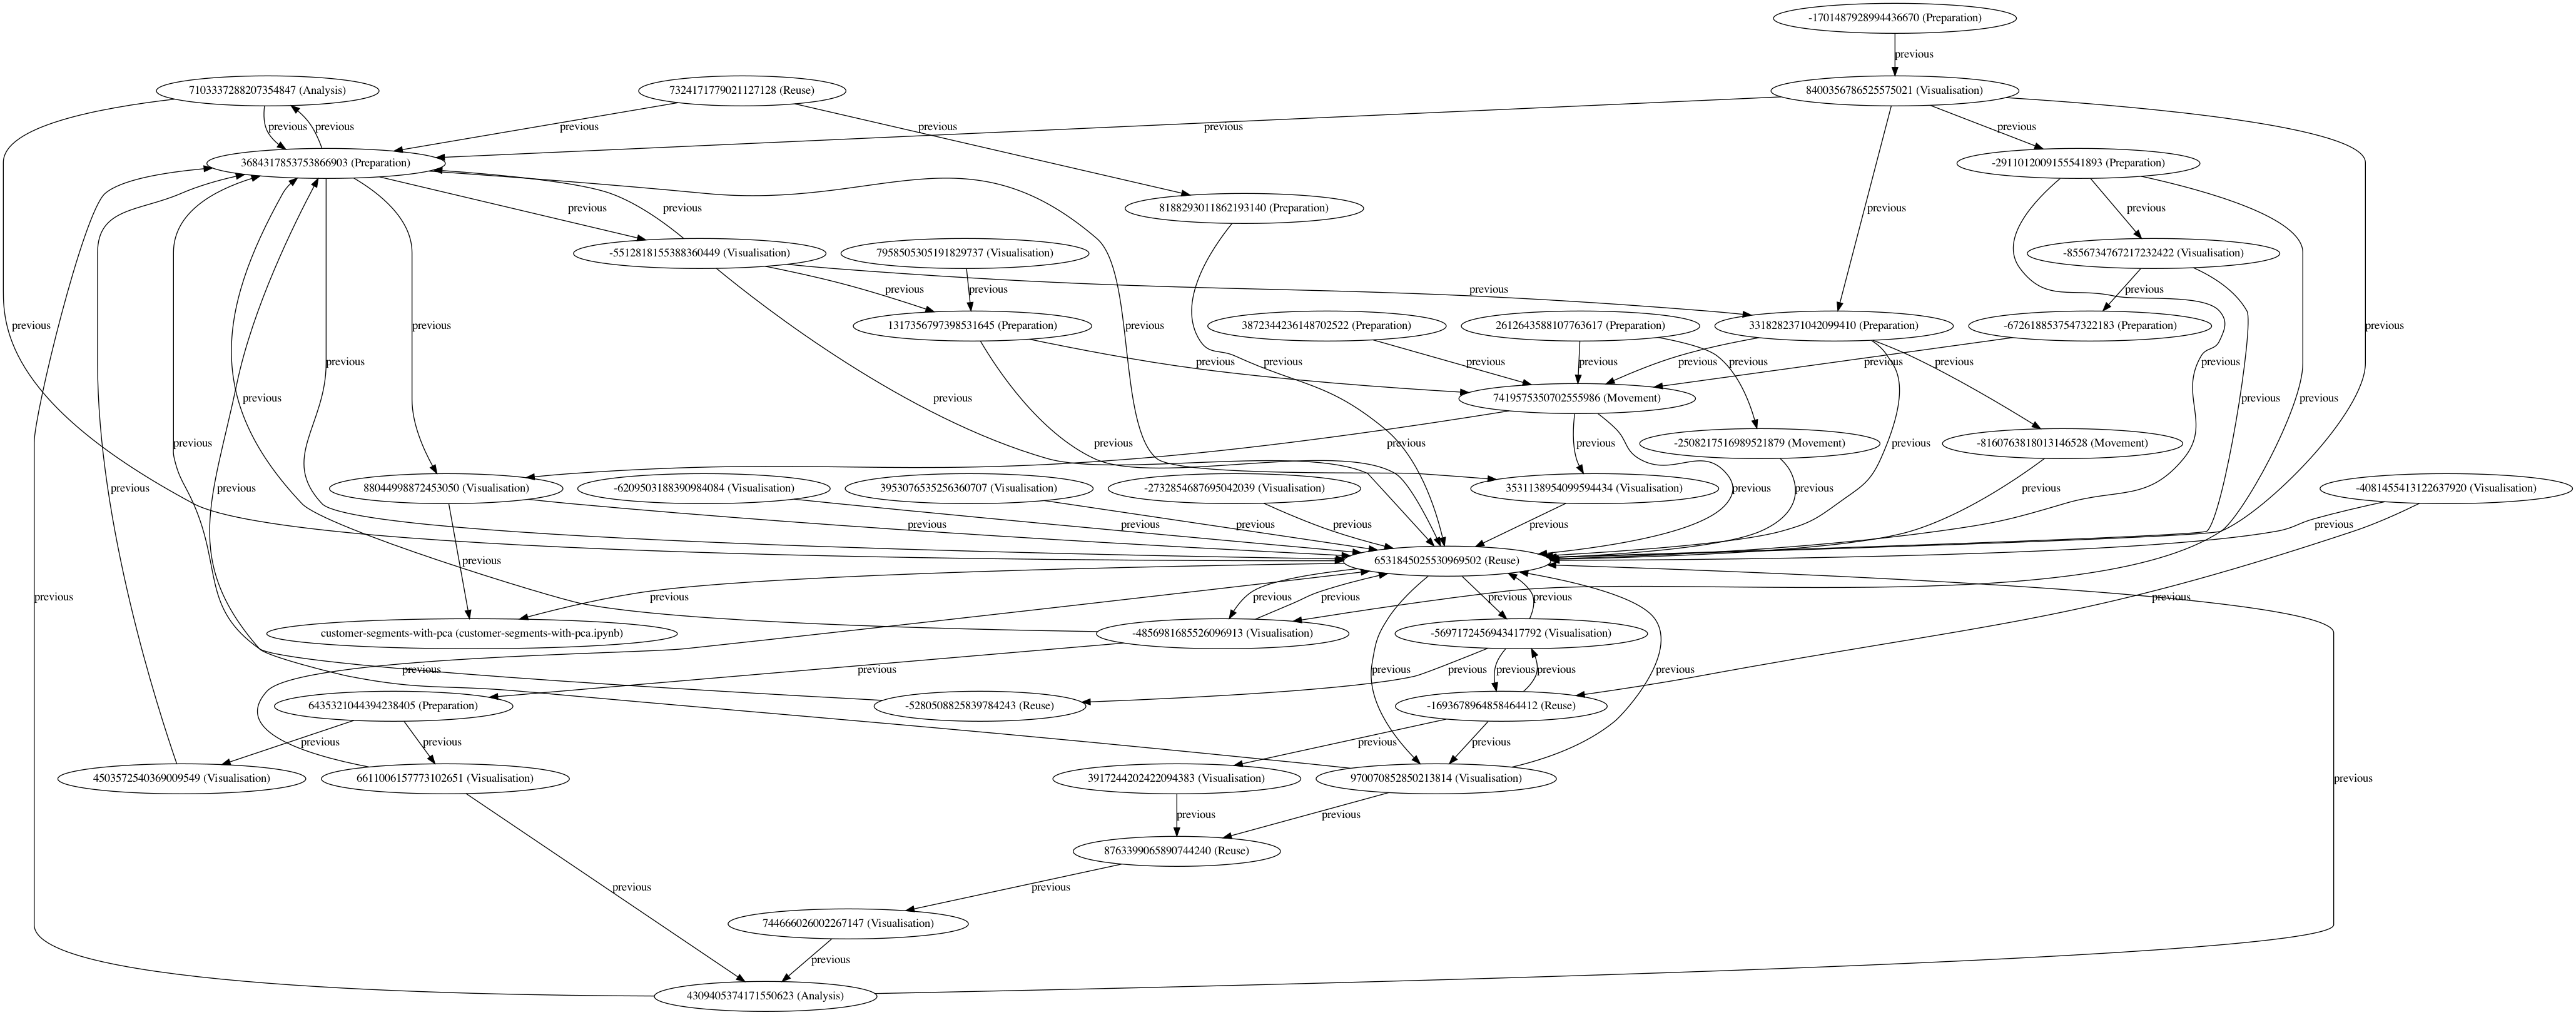 -1701487928994436670 (Preparation)
previous
7103337288207354847 (Analysis)
7324171779021127128 (Reuse)
8400356786525575021 (Visualisation)
previous
previous
previous
previous
previous
previous
3684317853753866903 (Preparation)
-2911012009155541893 (Preparation)
previous
previous
8188293011862193140 (Preparation)
previous
previous
-5512818155388360449 (Visualisation)
7958505305191829737 (Visualisation)
-8556734767217232422 (Visualisation)
previous
previous
previous
previous
previous
previous
previous
previous
1317356797398531645 (Preparation)
3872344236148702522 (Preparation)
2612643588107763617 (Preparation)
3318282371042099410 (Preparation)
-6726188537547322183 (Preparation)
previous
previous
previous
previous
previous
previous
previous
previous
previous
previous
previous
previous
previous
7419575350702555986 (Movement)
previous
previous
previous
previous
previous
previous
previous
-2508217516989521879 (Movement)
-8160763818013146528 (Movement)
previous
88044998872453050 (Visualisation)
-6209503188390984084 (Visualisation)
3953076535256360707 (Visualisation)
-2732854687695042039 (Visualisation)
3531138954099594434 (Visualisation)
previous
previous
previous
-4081455413122637920 (Visualisation)
previous
previous
previous
previous
previous
previous
previous
previous
6531845025530969502 (Reuse)
previous
previous
previous
previous
previous
previous
previous
customer-segments-with-pca (customer-segments-with-pca.ipynb)
-4856981685526096913 (Visualisation)
-5697172456943417792 (Visualisation)
previous
previous
previous
previous
previous
previous
previous
6435321044394238405 (Preparation)
-5280508825839784243 (Reuse)
-1693678964858464412 (Reuse)
previous
previous
previous
previous
4503572540369009549 (Visualisation)
6611006157773102651 (Visualisation)
3917244202422094383 (Visualisation)
970070852850213814 (Visualisation)
previous
previous
previous
8763399065890744240 (Reuse)
previous
previous
744666026002267147 (Visualisation)
previous
4309405374171550623 (Analysis)